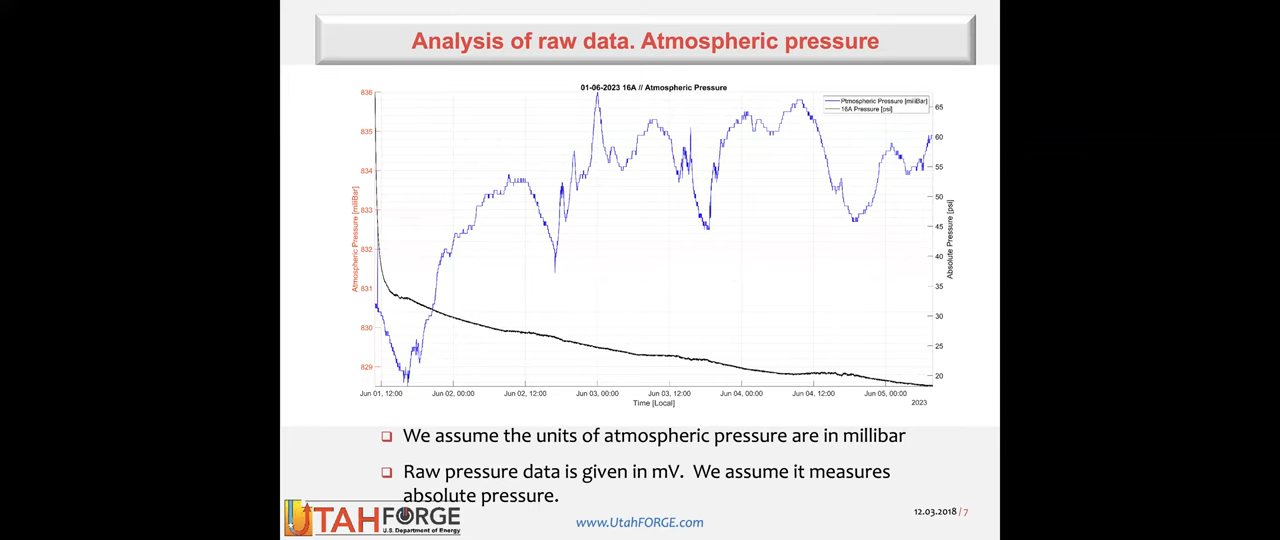 Analysis of raw data. Atmospheric pressure
01-06-2023 16A // Atmospheric Pressure
Ptmospheric Pressure [miliBar]
16A Pressure [psi]
836
835
834
833
832
831
830
829
Atmospheric Pressure [miliBar]
65
60
55
50
45
40
35
30
25
20
Absolute Pressure [psi]
Jun 01, 12:00 Jun 02, 00:00 Jun 02, 12:00 Jun 03, 00:00 Jun 03, 12:00 Jun 04, 00:00 Jun 04, 12:00 Jun 05, 00:00
Time [Local]
2023
We assume the units of atmospheric pressure are in millibar
Raw pressure data is given in mV. We assume it measures
absolute pressure.
UTAH FORGE
U.S. Department of Energy
www.UtahFORGE.com
12.03.2018 / 7